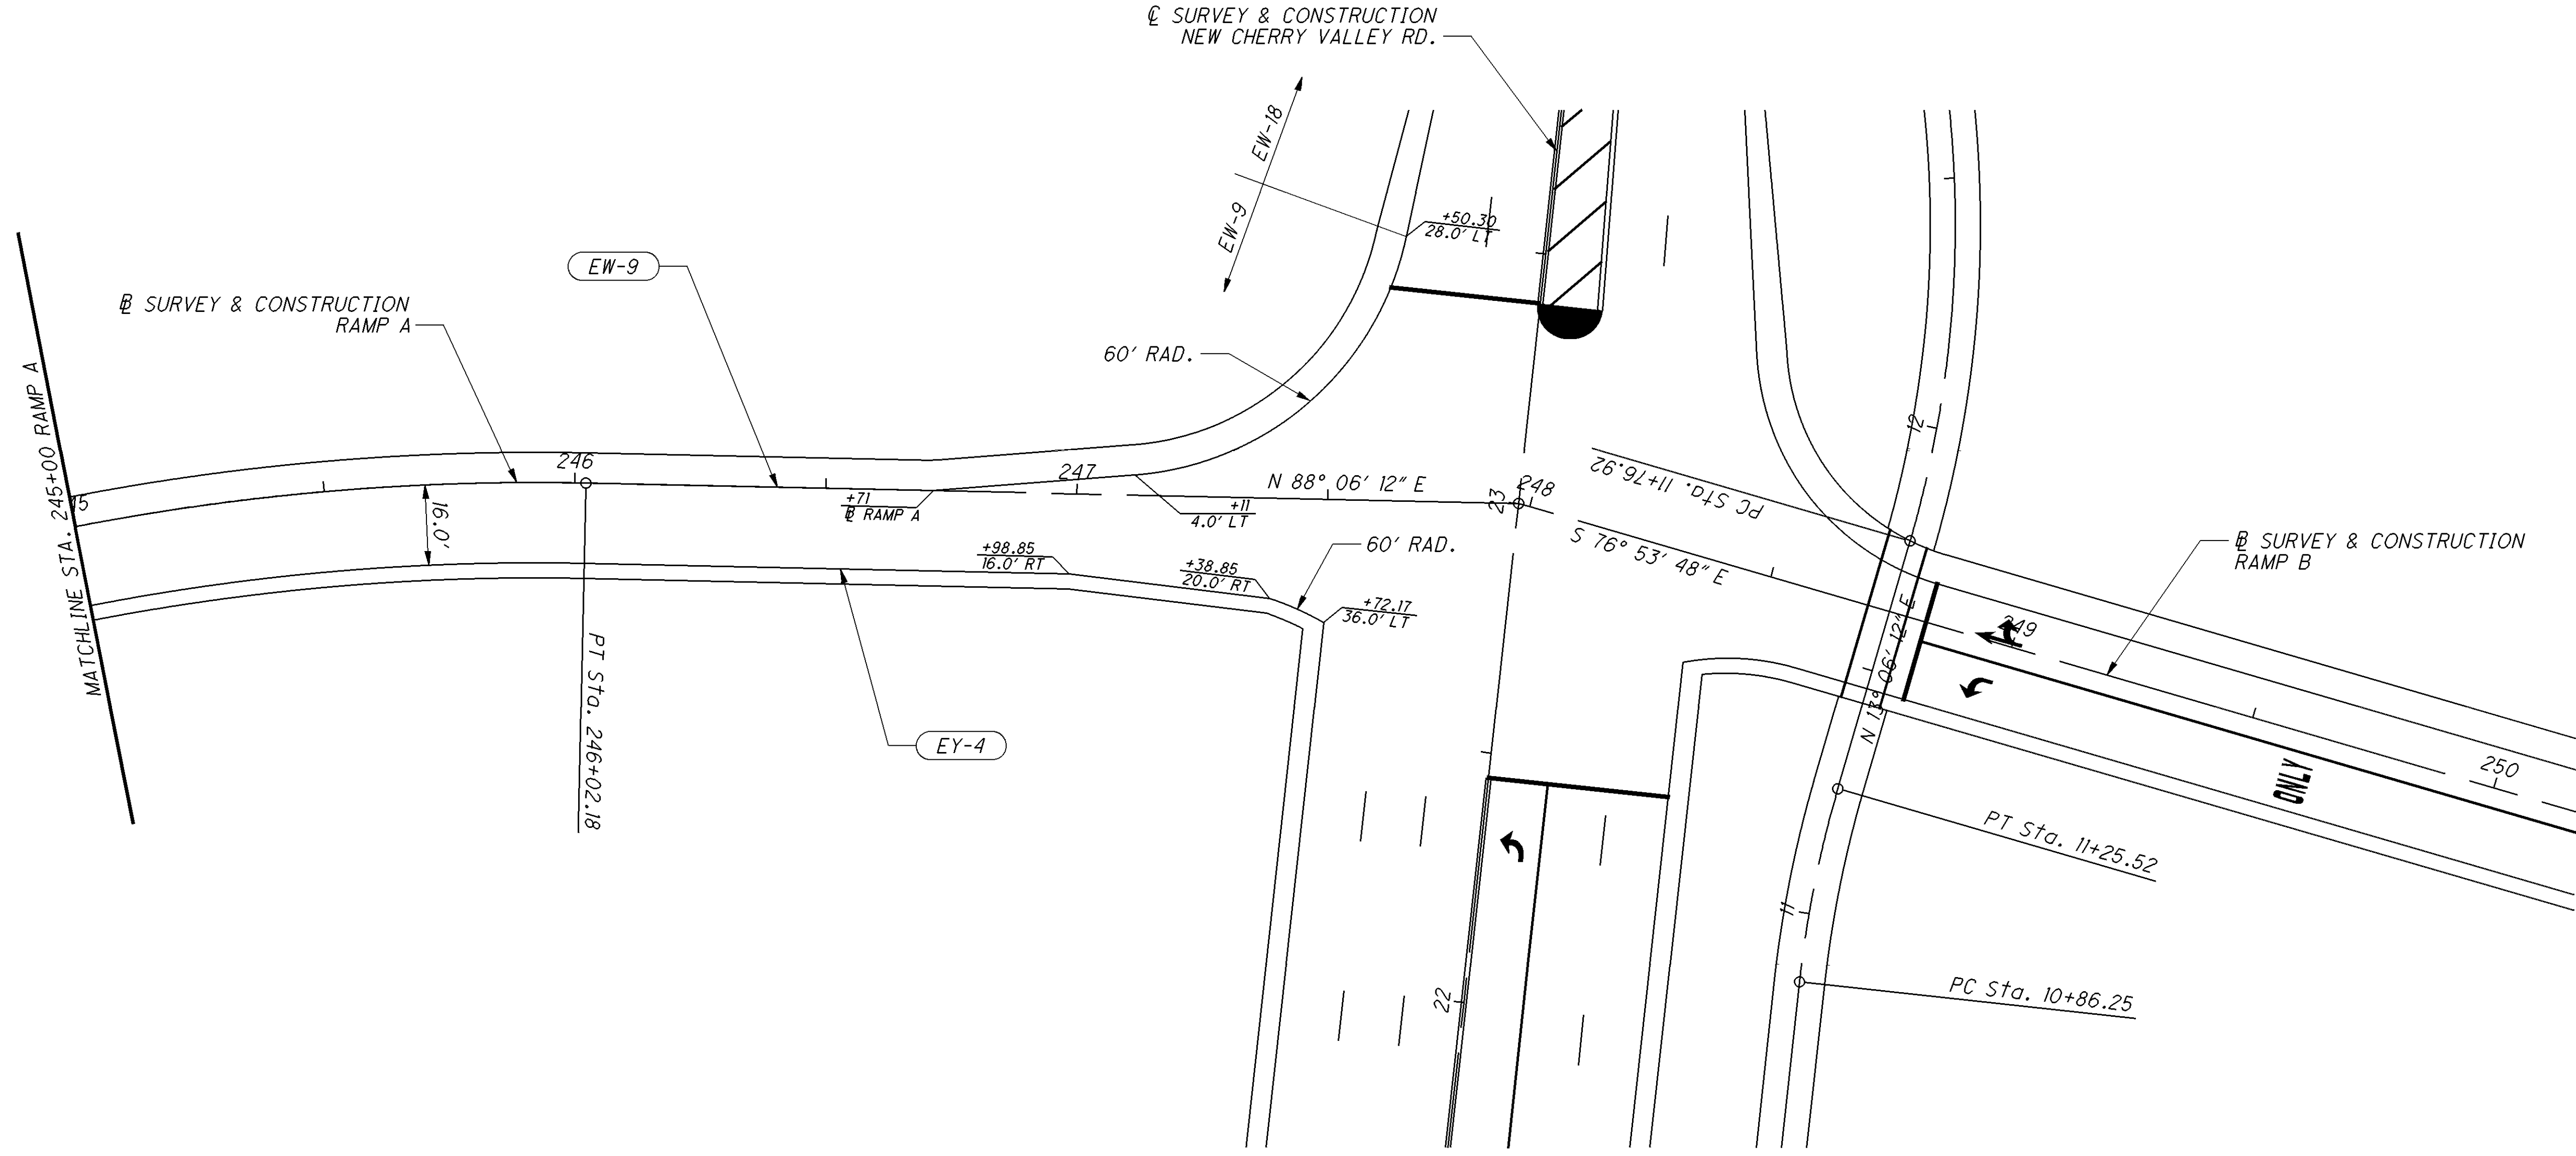 ℄ SURVEY & CONSTRUCTION
NEW CHERRY VALLEY RD.
EW-18
EW-9
+50.30
28.0' LT
EW-9
℔ SURVEY & CONSTRUCTION
RAMP A
60' RAD.
MATCHLINE STA. 245+00 RAMP A
246
247
N 88° 06' 12" E
23
248
PC Sta. 11+76.92
12
+71
℔ RAMP A
+11
4.0' LT
16.0'
+98.85
16.0' RT
+38.85
20.0' RT
60' RAD.
+72.17
36.0' LT
S 76° 53' 48" E
℔ SURVEY & CONSTRUCTION
RAMP B
249
N 13° 06' 12" E
PT Sta. 246+02.18
EY-4
250
ONLY
PT Sta. 11+25.52
11
22
PC Sta. 10+86.25